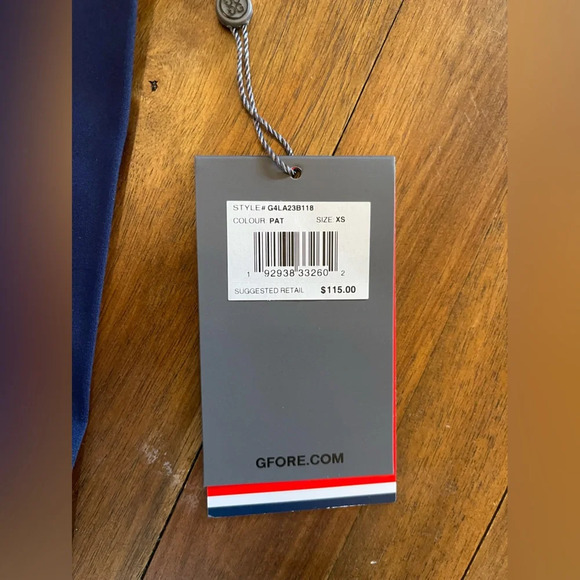 STYLE# G4LA23B118
COLOUR: PAT SIZE: XS
1 92938 33260 2
SUGGESTED RETAIL $115.00
GFORE.COM